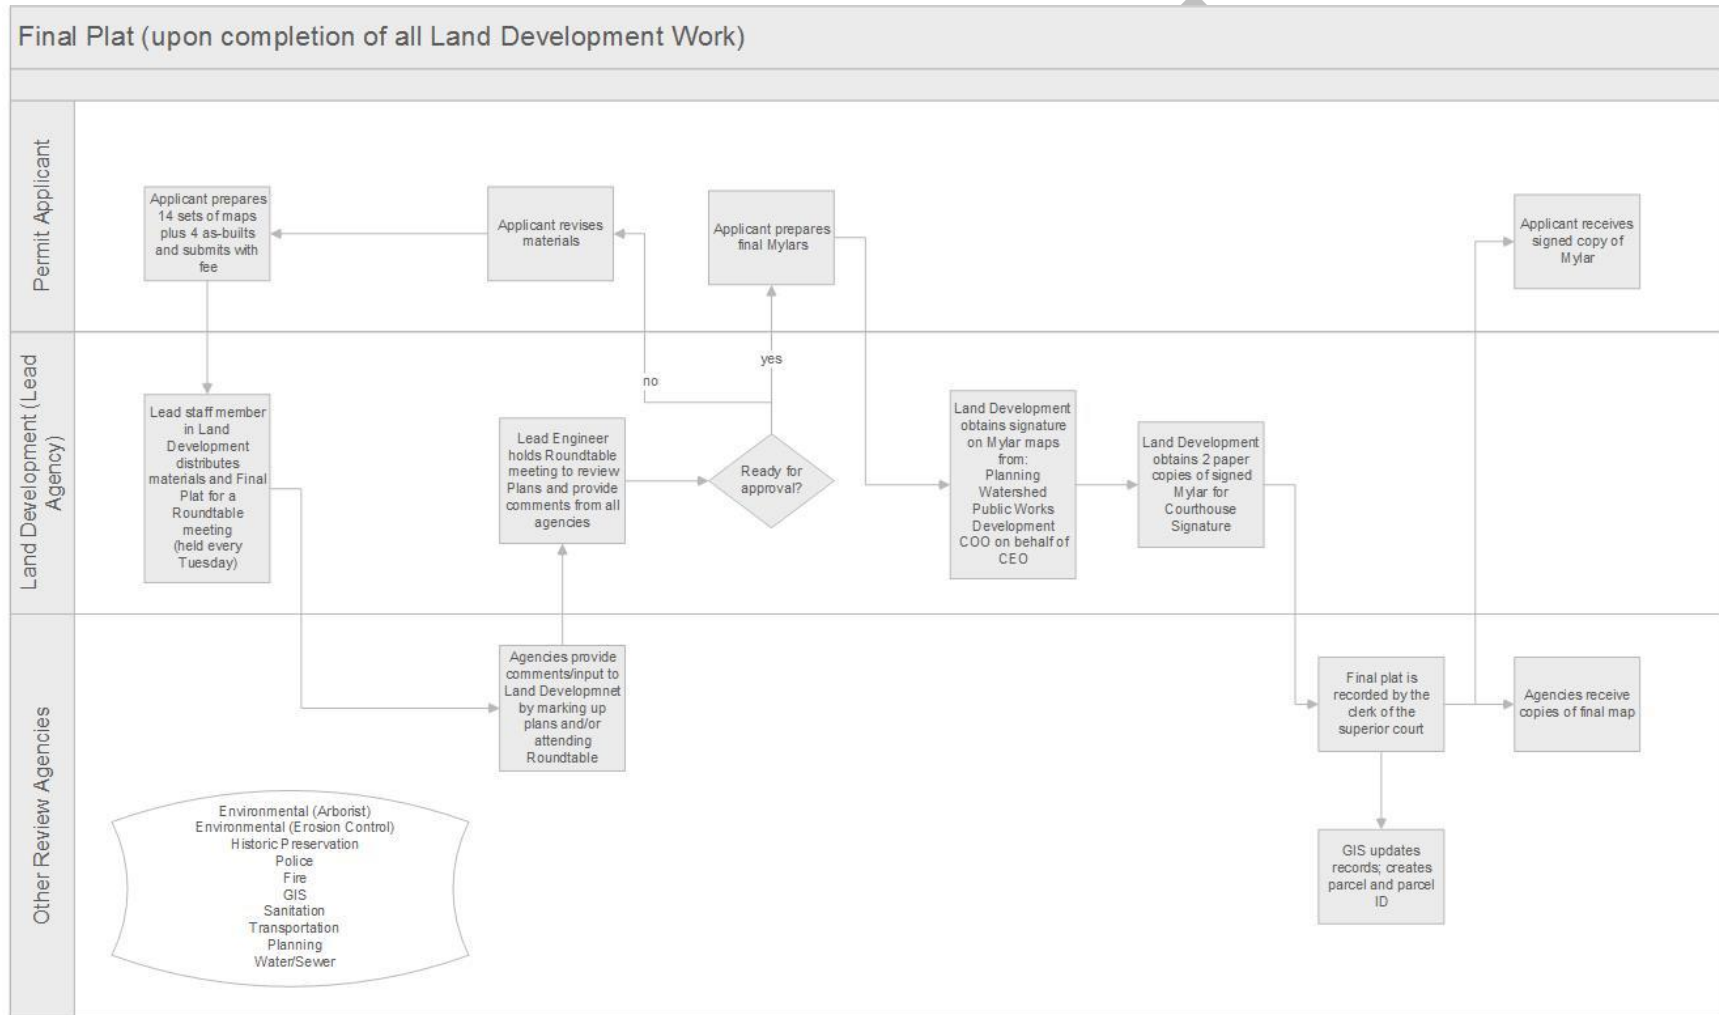 Final Plat (upon completion of all Land Development Work)
Permit Applicant
Applicant prepares
14 sets of maps
plus 4 as-builts
and submits with
fee
Applicant revises
materials
Applicant prepares
final Mylars
Applicant receives
signed copy of
Mylar
Land Development (Lead
Agency)
yes
no
Lead staff member
in Land
Development
distributes
materials and Final
Plat for a
Roundtable
meeting
(held every
Tuesday)
Lead Engineer
holds Roundtable
meeting to review
Plans and provide
comments from all
agencies
Ready for
approval?
Land Development
obtains signature
on Mylar maps
from:
Planning
Watershed
Public Works
Development
COO on behalf of
CEO
Land Development
obtains 2 paper
copies of signed
Mylar for
Courthouse
Signature
Other Review Agencies
Agencies provide
comments/input to
Land Developmnet
by marking up
plans and/or
attending
Roundtable
Final plat is
recorded by the
clerk of the
superior court
Agencies receive
copies of final map
Environmental (Arborist)
Environmental (Erosion Control)
Historic Preservation
Police
Fire
GIS
Sanitation
Transportation
Planning
Water/Sewer
GIS updates
records; creates
parcel and parcel
ID